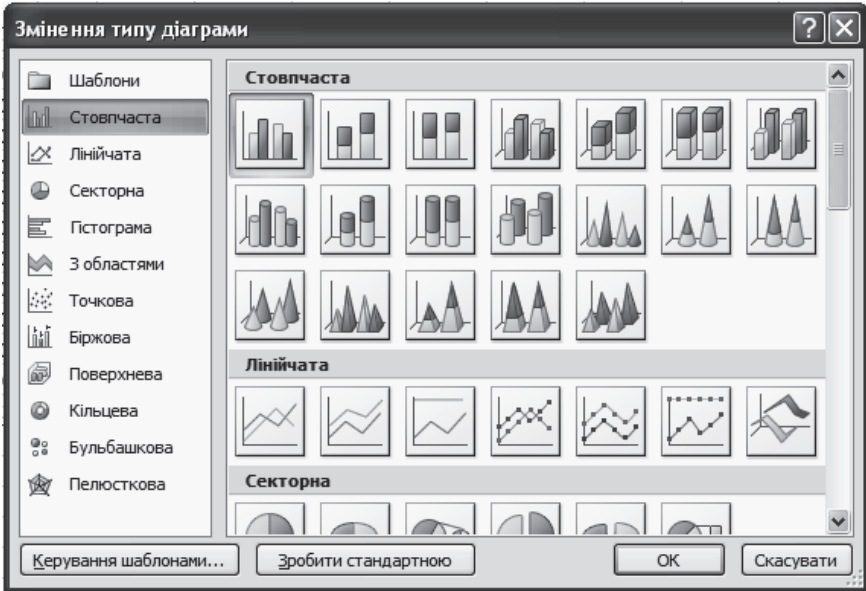 Змінення типу діаграми
Шаблони
Стовпчаста
Лінійчата
Секторна
Гістограма
З областями
Точкова
Біржова
Поверхнева
Кільцева
Бульбашкова
Пелюсткова
Стовпчаста
Лінійчата
Секторна
Керування шаблонами...
Зробити стандартною
ОК
Скасувати